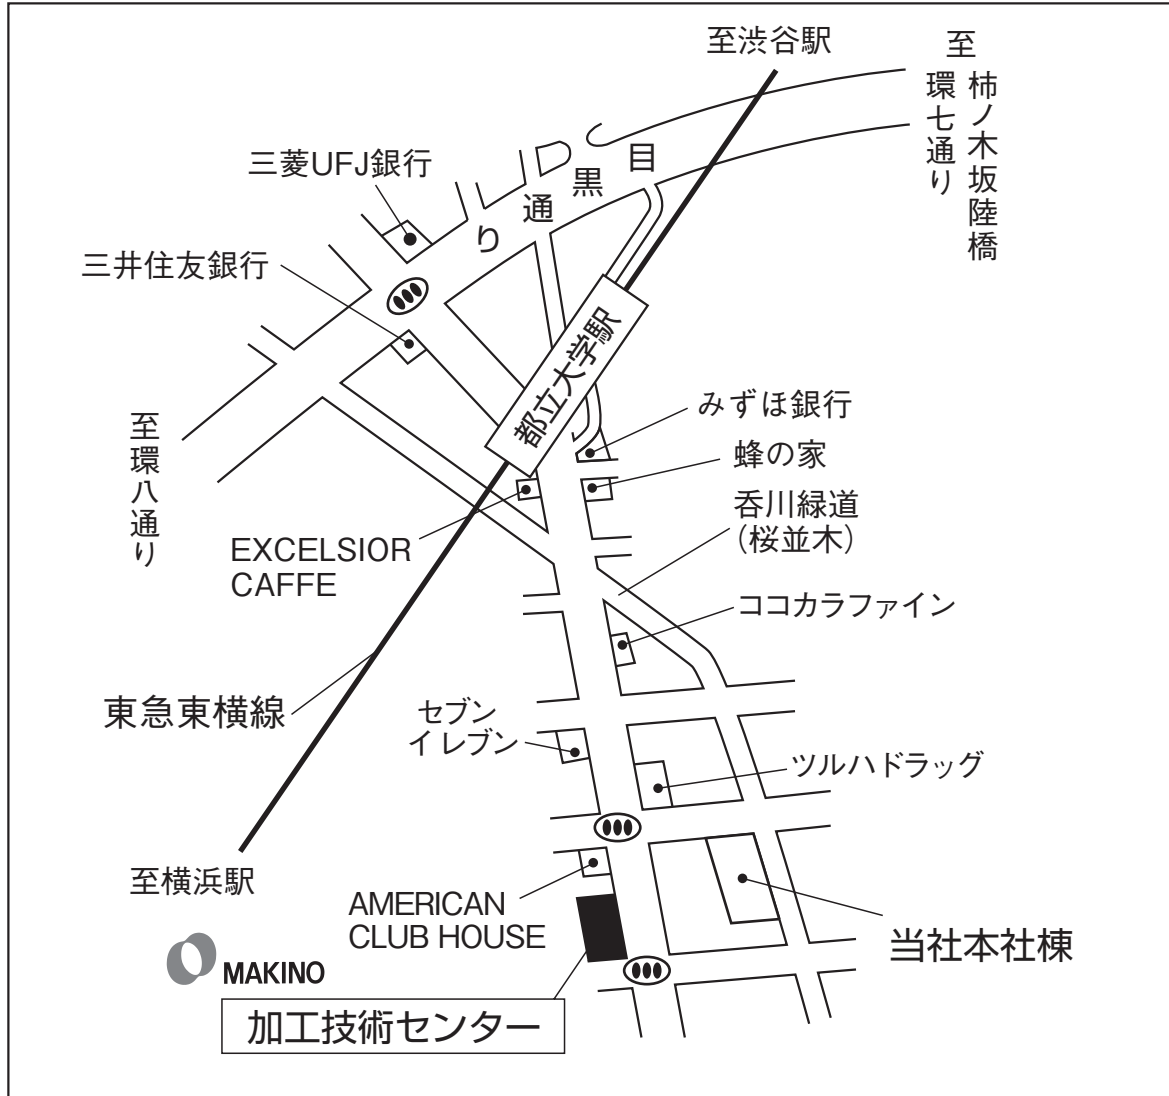 至渋谷駅
至
柿ノ木坂陸橋
環七通り
三菱UFJ銀行
目黒通り
三井住友銀行
都立大学駅
みずほ銀行
至環八通り
蜂の家
呑川緑道
(桜並木)
EXCELSIOR
CAFFE
ココカラファイン
東急東横線
セブン
イレブン
ツルハドラッグ
至横浜駅
AMERICAN
CLUB HOUSE
当社本社棟
MAKINO
加工技術センター